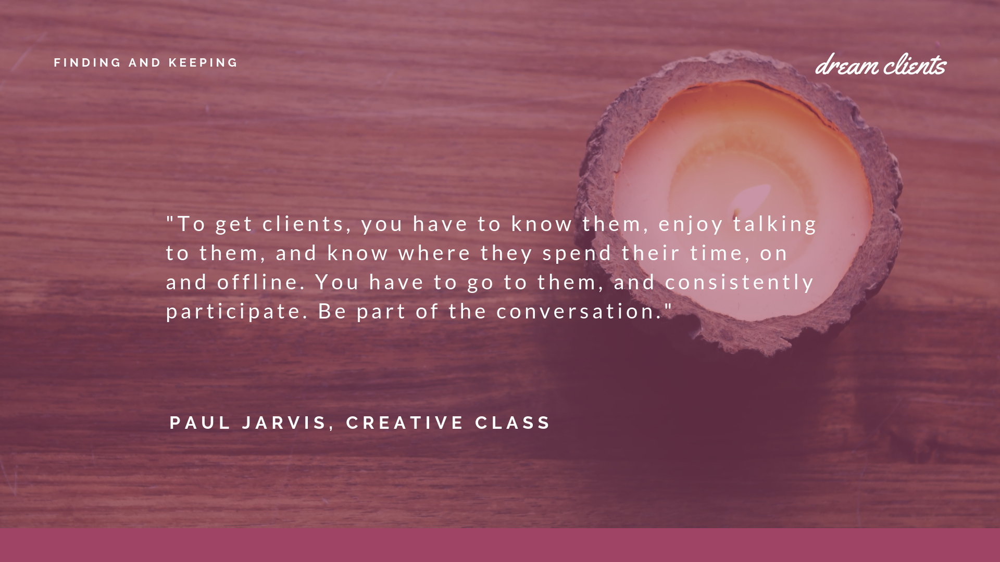 FINDING AND KEEPING
dream clients
"To get clients, you have to know them, enjoy talking
to them, and know where they spend their time, on
and offline. You have to go to them, and consistently
participate. Be part of the conversation."
PAUL JARVIS, CREATIVE CLASS